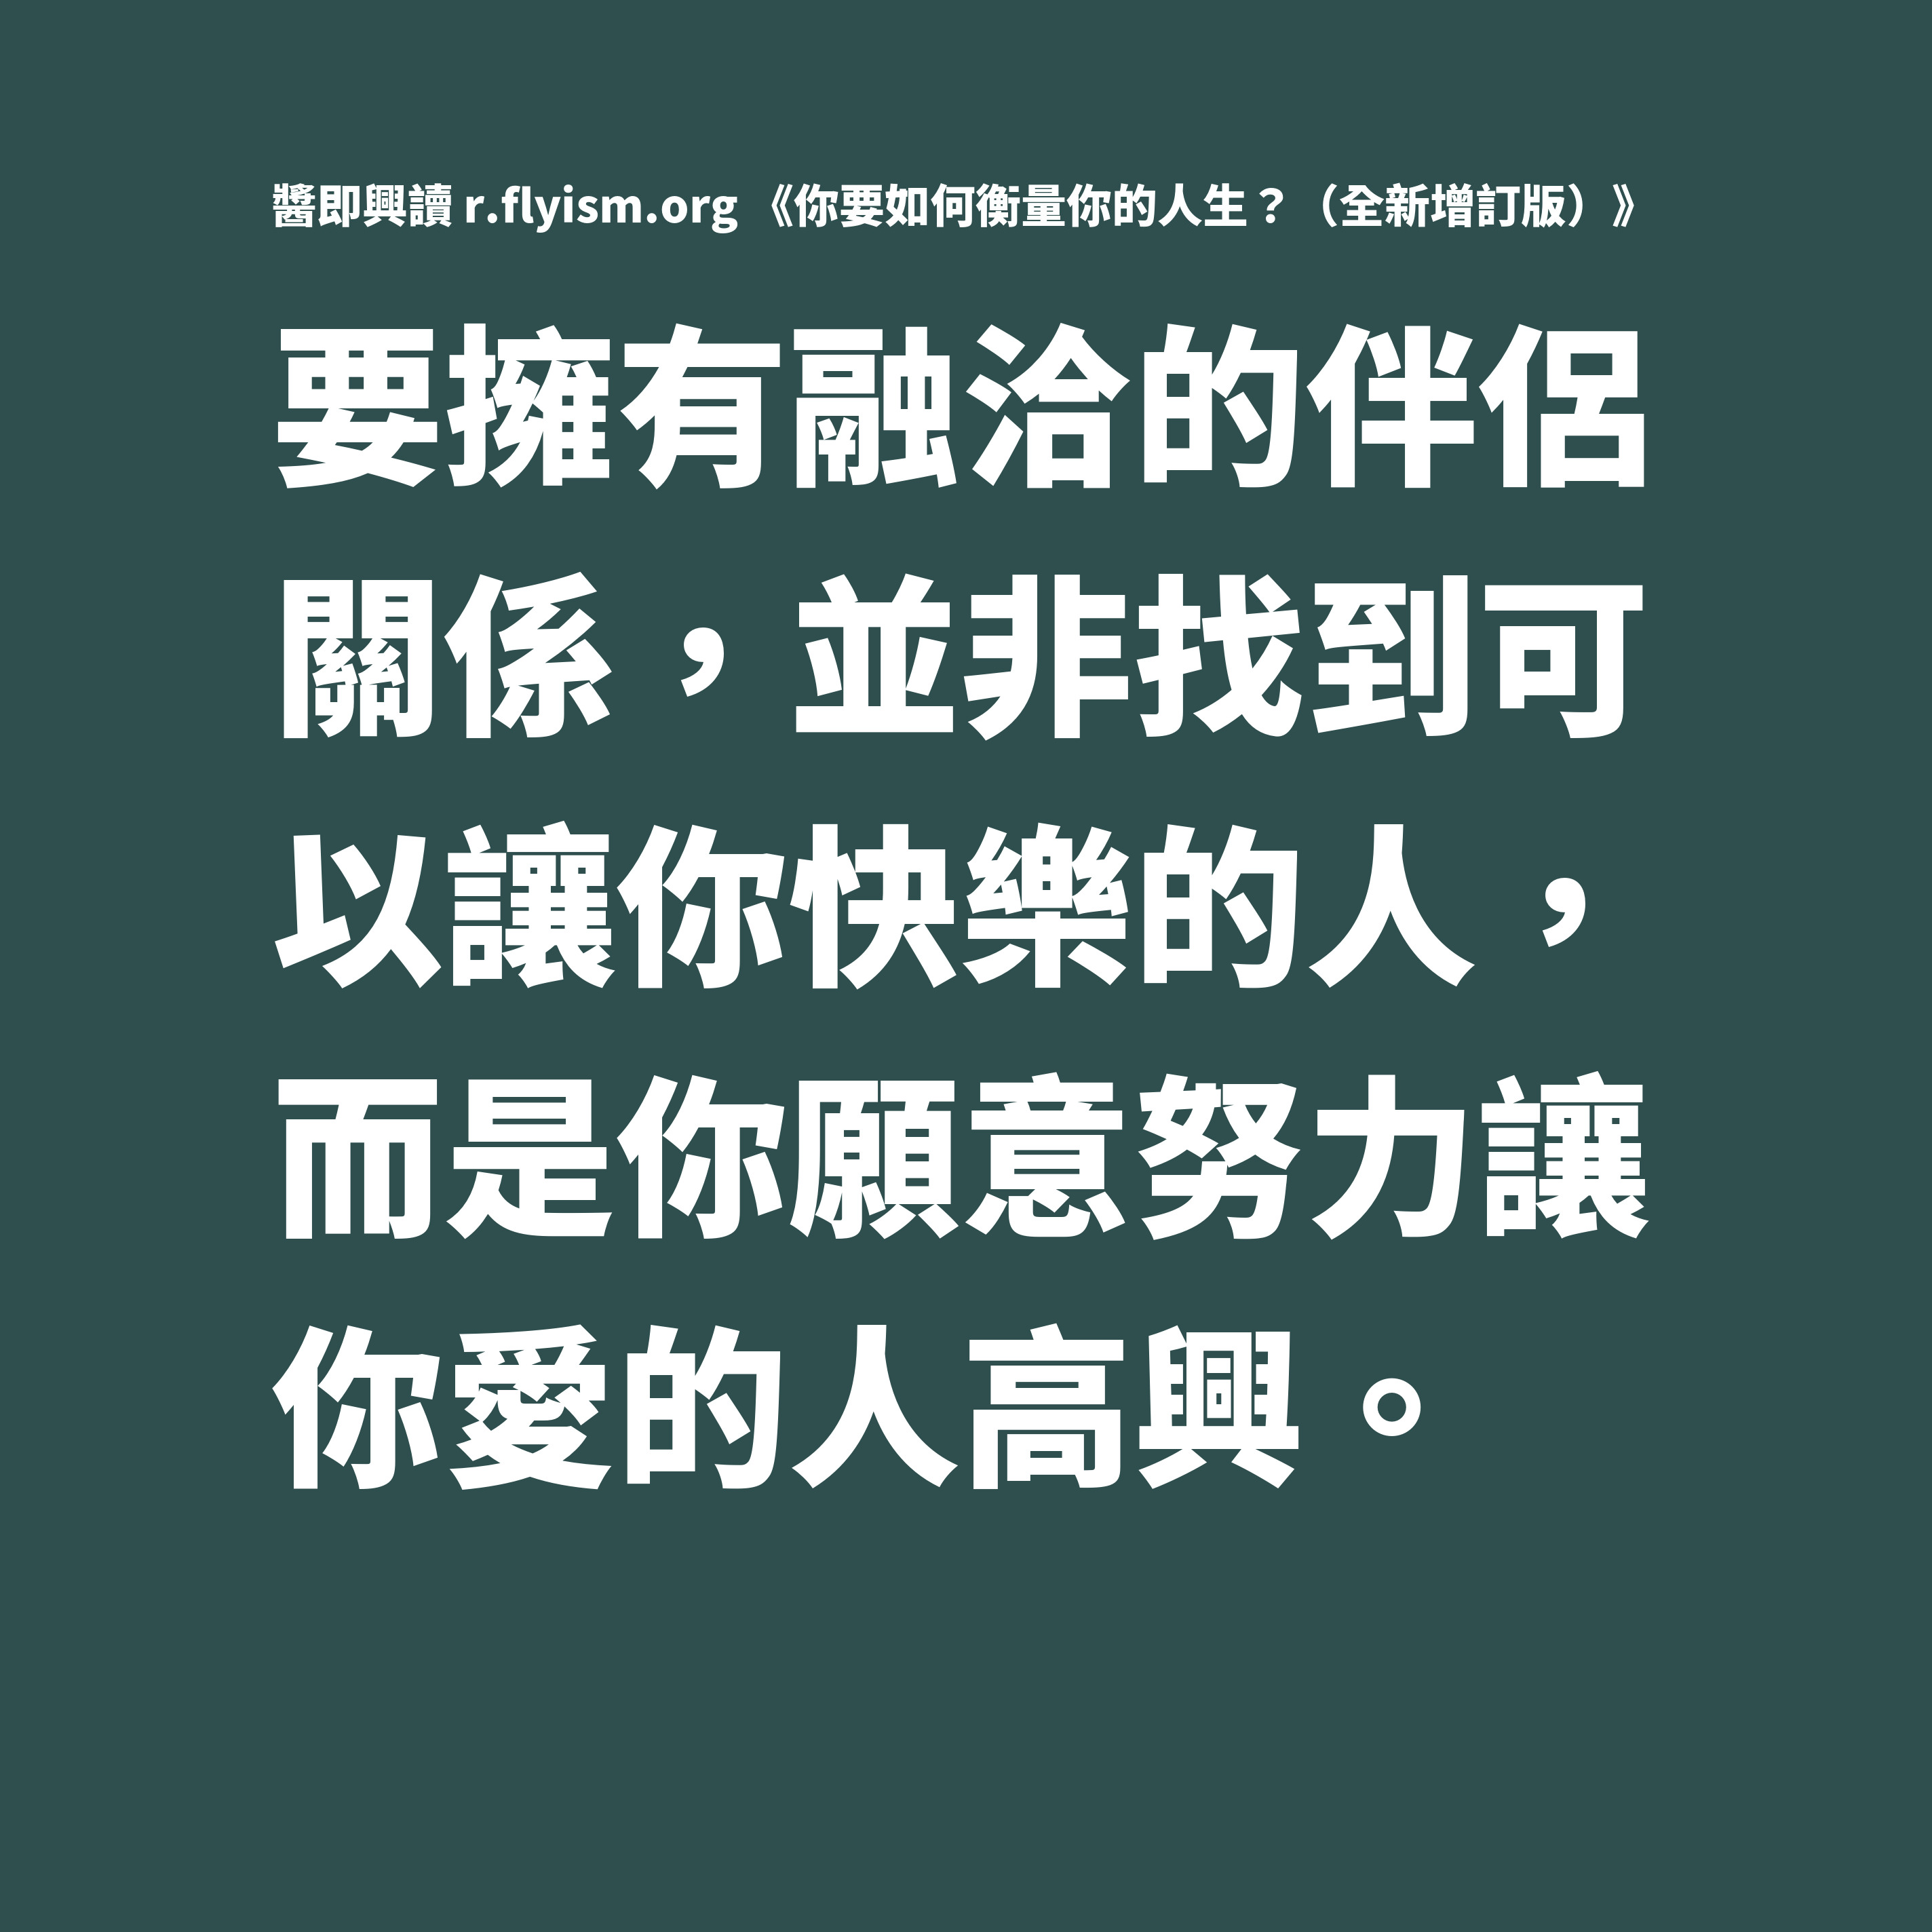 醬即興讀 r.flyism.org 《你要如何衡量你的人生？（全新增訂版）》
要擁有融洽的伴侶
關係，並非找到可
以讓你快樂的人，
而是你願意努力讓
你愛的人高興。